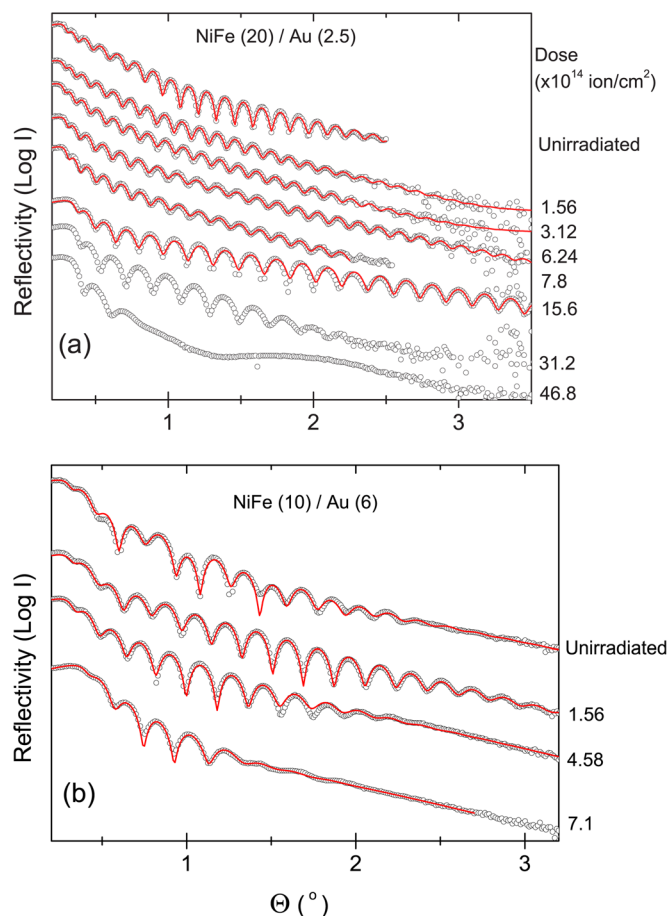 NiFe (20) / Au (2.5)
Dose
(x10¹⁴ ion/cm²)
Unirradiated
1.56
3.12
6.24
7.8
15.6
31.2
46.8
Reflectivity (Log I)
(a)
1 2 3
NiFe (10) / Au (6)
Unirradiated
1.56
4.58
7.1
Reflectivity (Log I)
(b)
1 2 3
Θ (°)